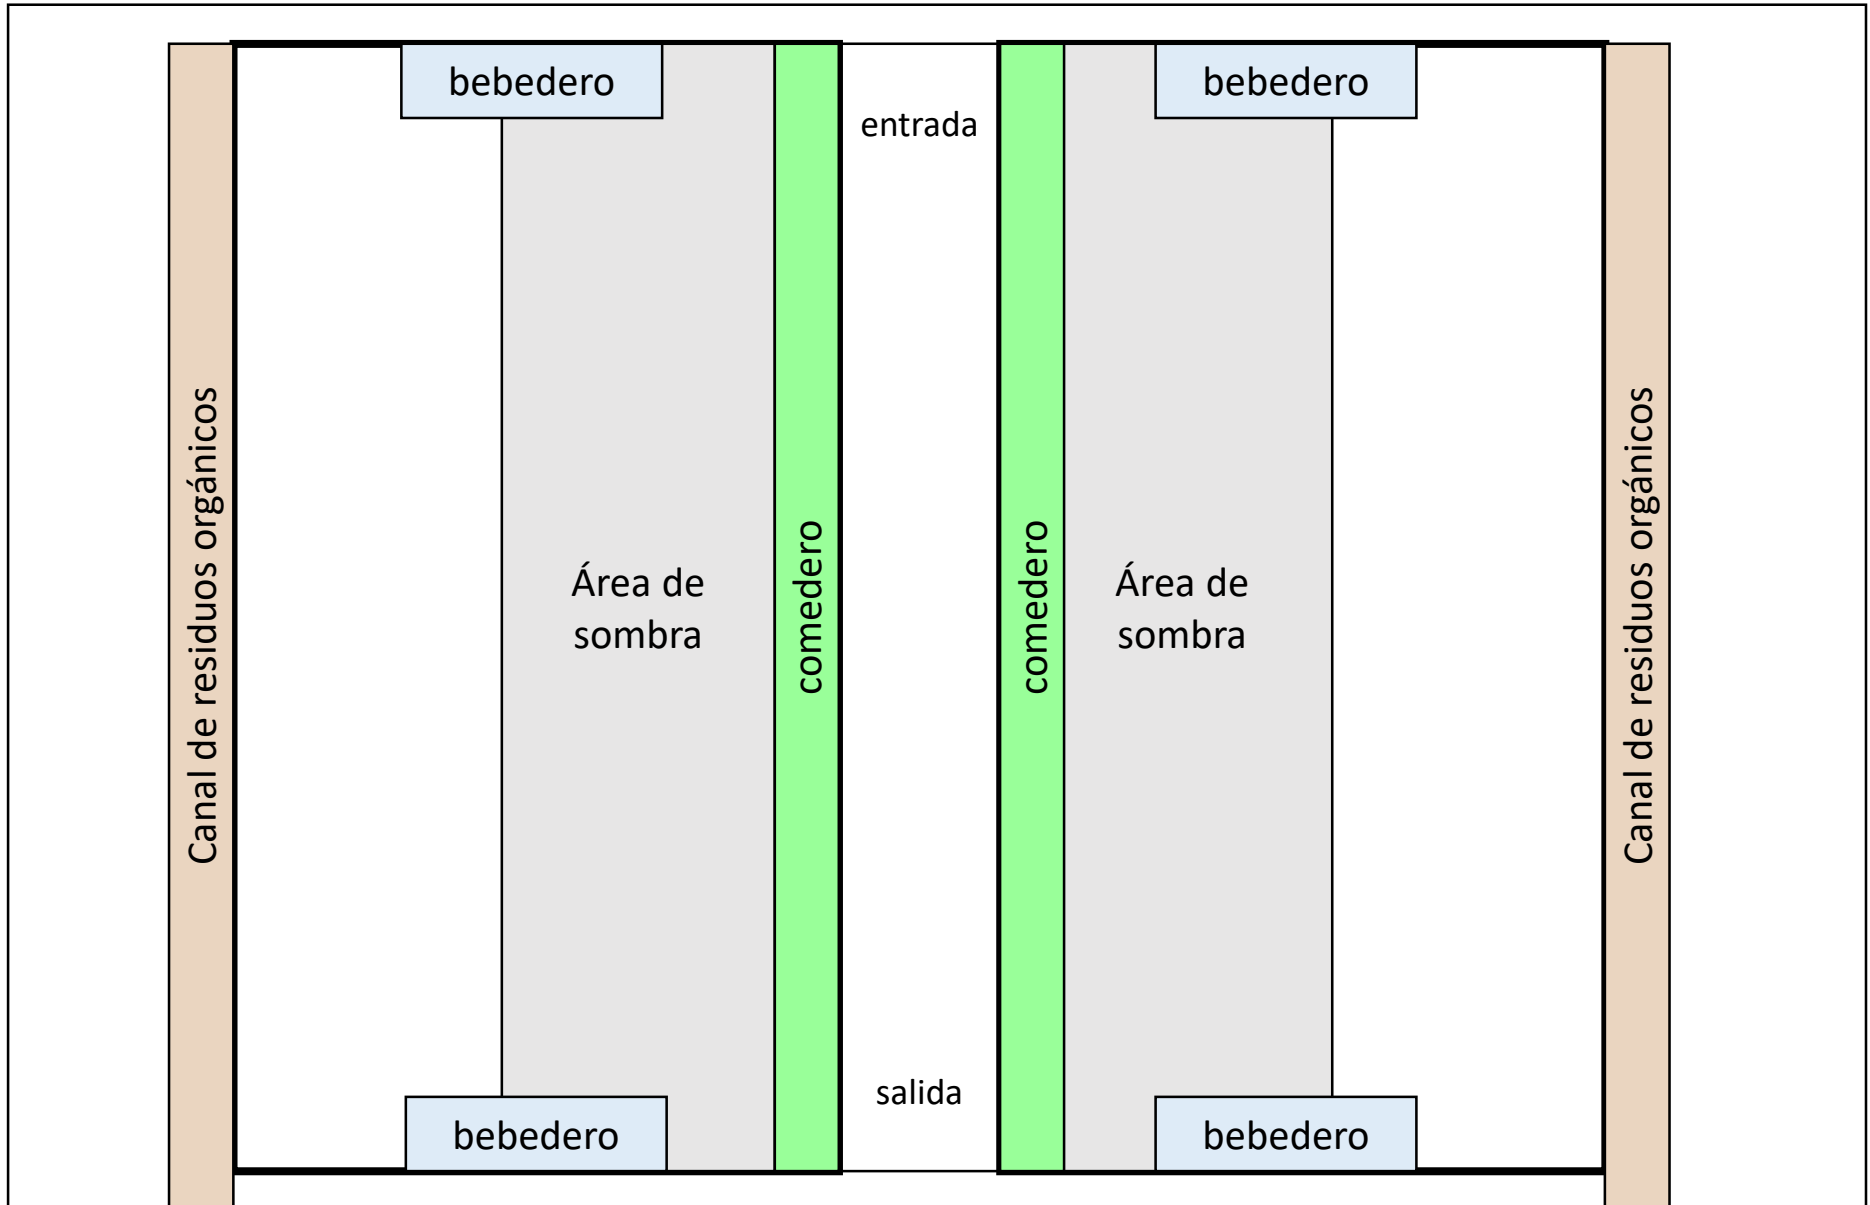 bebedero
bebedero
entrada
Canal de residuos orgánicos
Área de
sombra
comedero
comedero
Área de
sombra
Canal de residuos orgánicos
salida
bebedero
bebedero